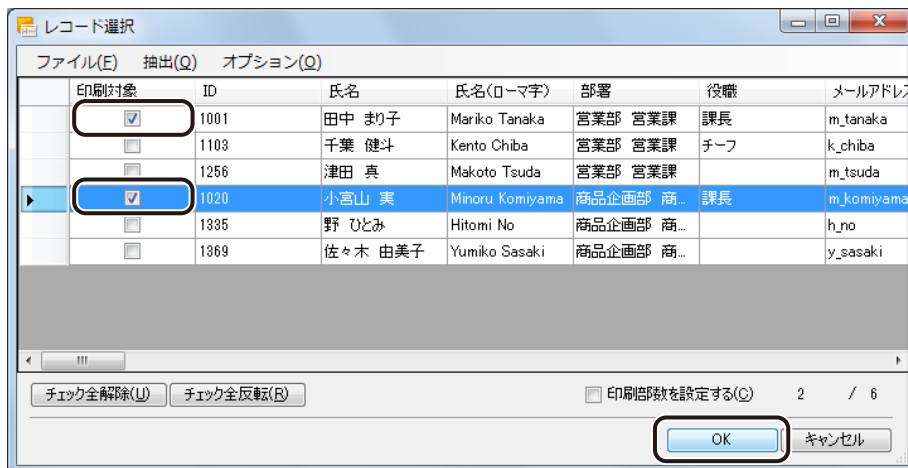 レコード選択
ファイル(F) 抽出(Q) オプション(O)
印刷対象 ID 氏名 氏名(ローマ字) 部署 役職 メールアドレ
1001 田中 まり子 Mariko Tanaka 営業部 営業課 課長 m_tanaka
1103 千葉 健斗 Kento Chiba 営業部 営業課 チーフ k_chiba
1256 津田 真 Makoto Tsuda 営業部 営業課 m_tsuda
1020 小宮山 実 Minoru Komiyama 商品企画部 商... 課長 m_komiyama
1335 野 ひとみ Hitomi No 商品企画部 商... h_no
1369 佐々木 由美子 Yumiko Sasaki 商品企画部 商... y_sasaki
チェック全解除(U) チェック全反転(R) 印刷部数を設定する(C) 2 / 6
OK キャンセル